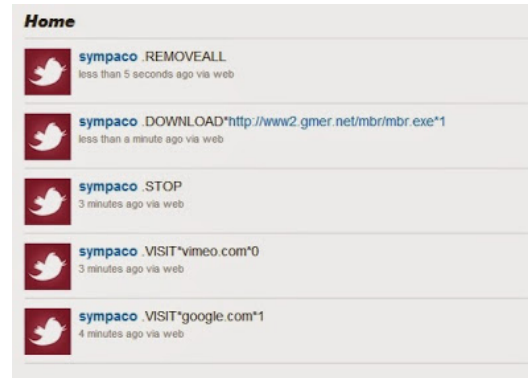 Home
sympaco .REMOVEALL
less than 5 seconds ago via web
sympaco .DOWNLOAD*http://www2.gmer.net/mbr/mbr.exe*1
less than a minute ago via web
sympaco .STOP
3 minutes ago via web
sympaco .VISIT*vimeo.com*0
3 minutes ago via web
sympaco .VISIT*google.com*1
4 minutes ago via web